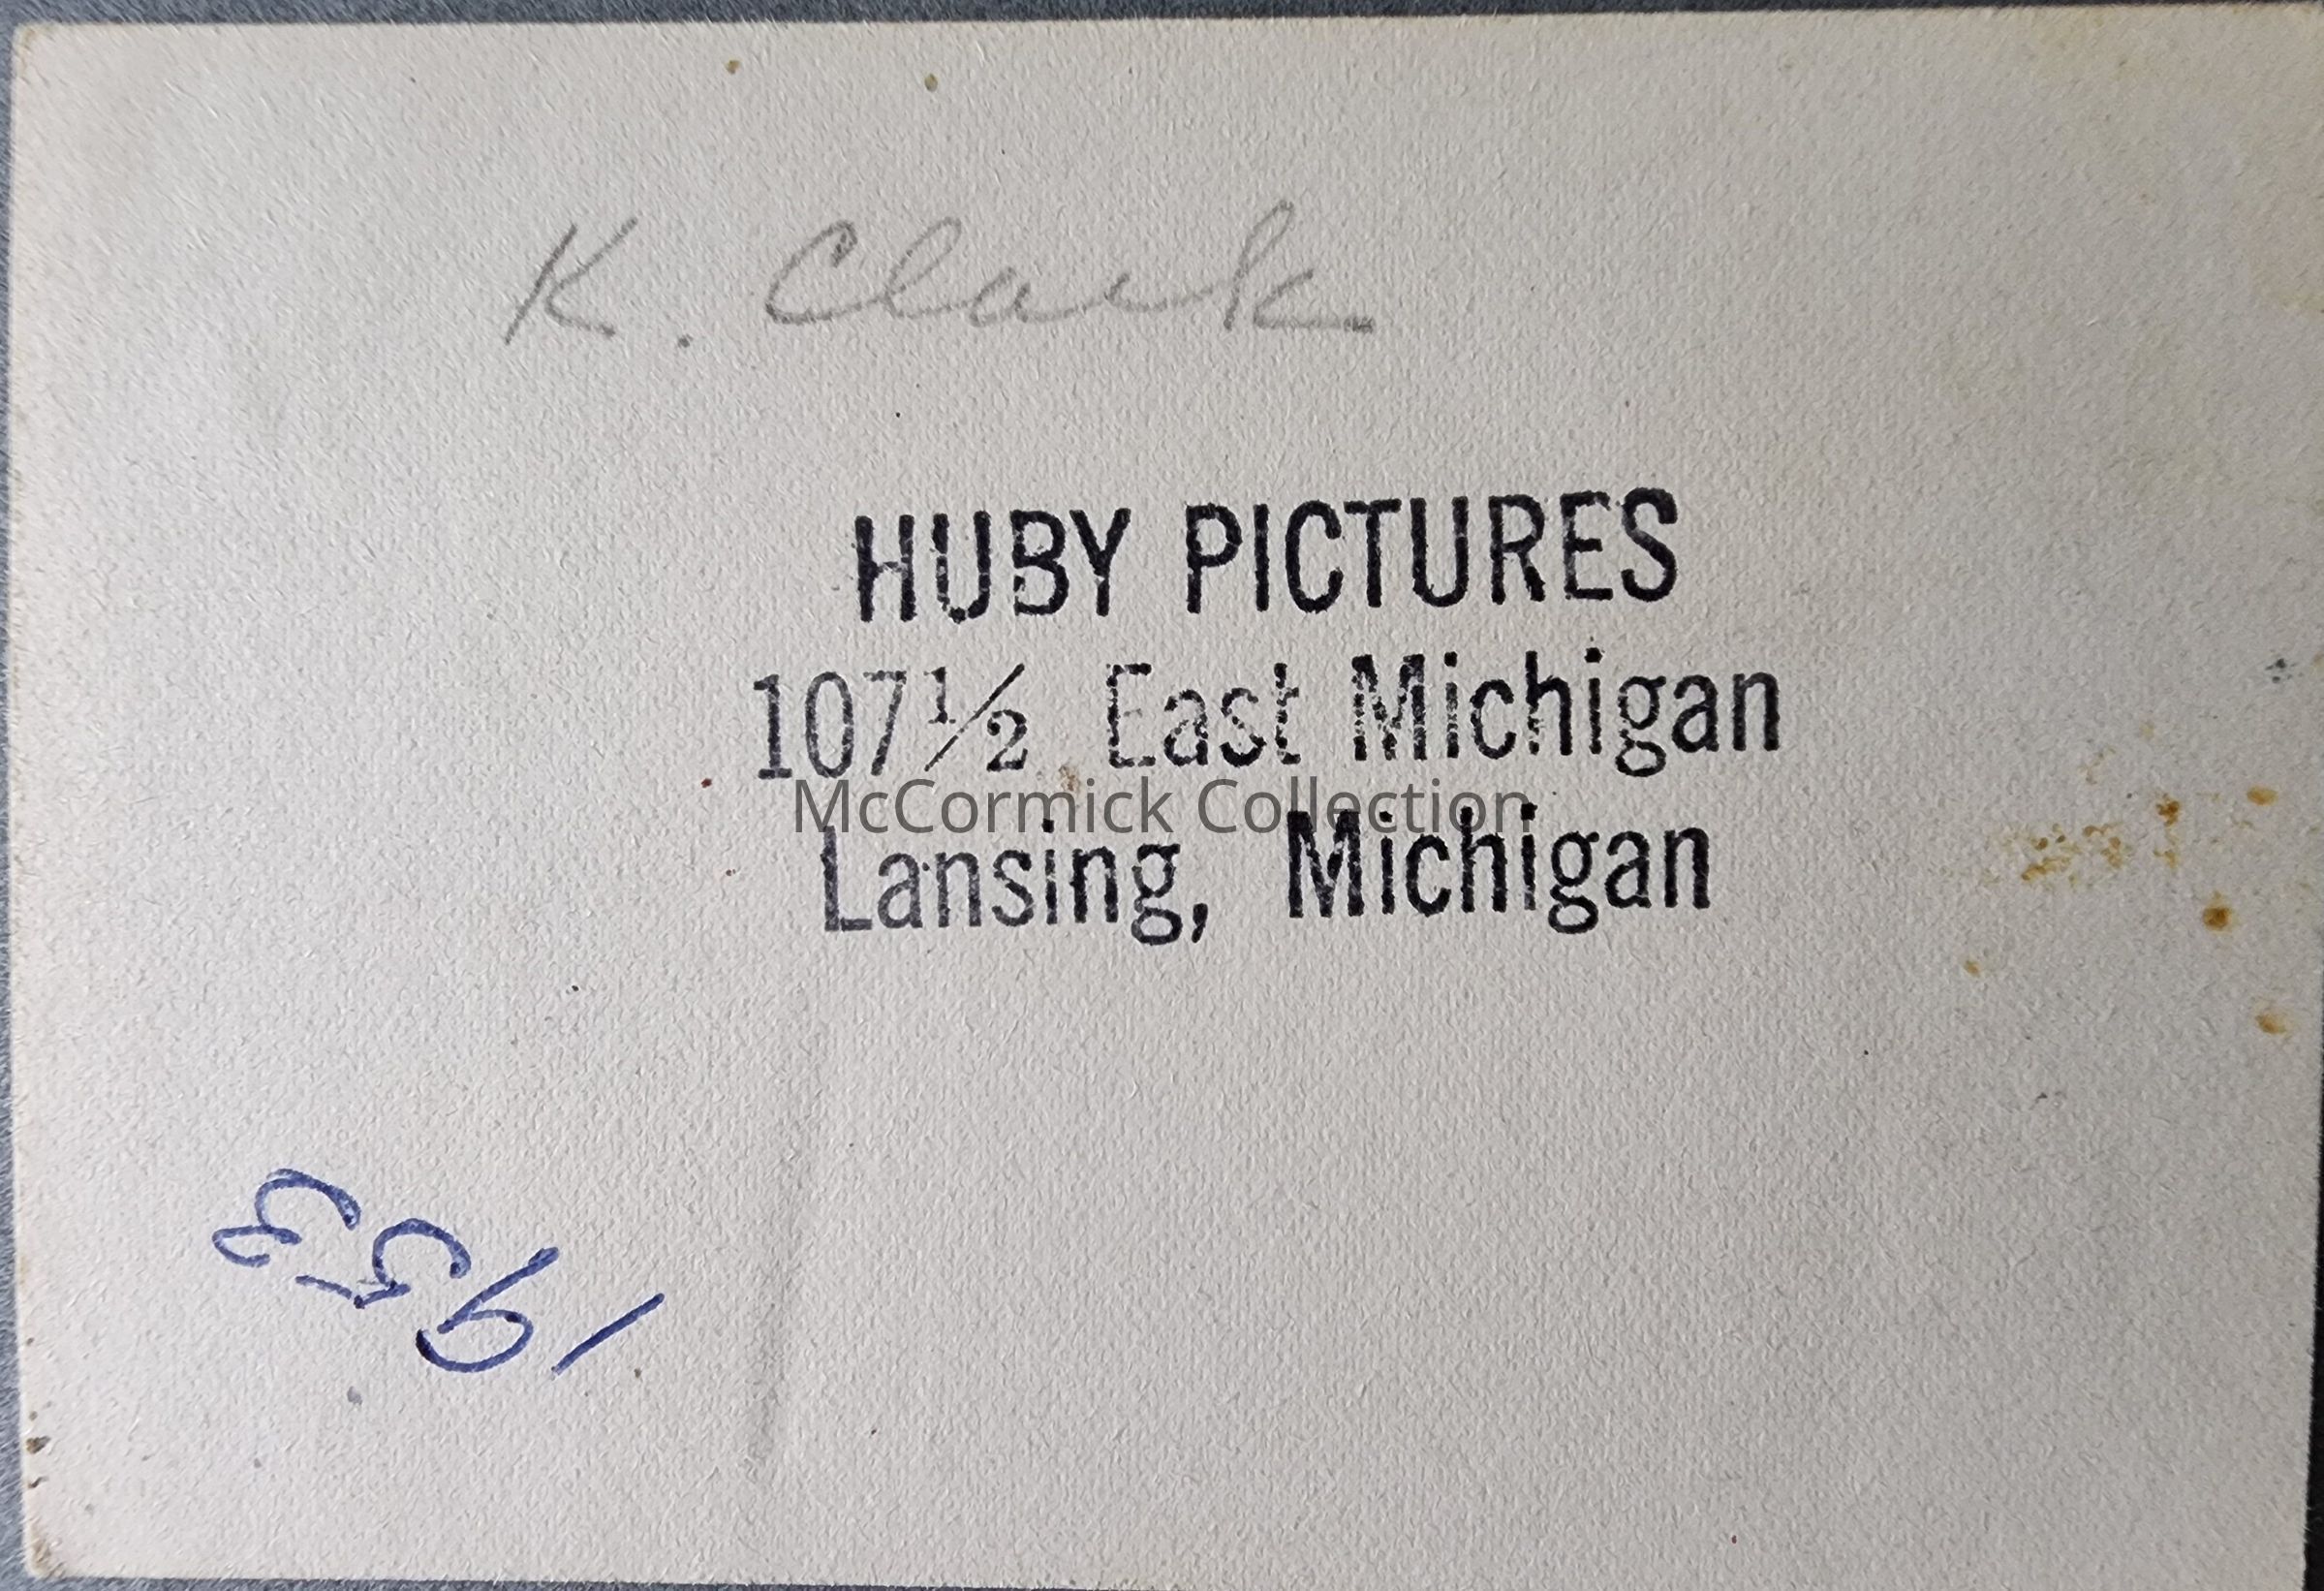 K. Clark
HUBY PICTURES
107½ East Michigan
McCormick Collection
Lansing, Michigan
1953